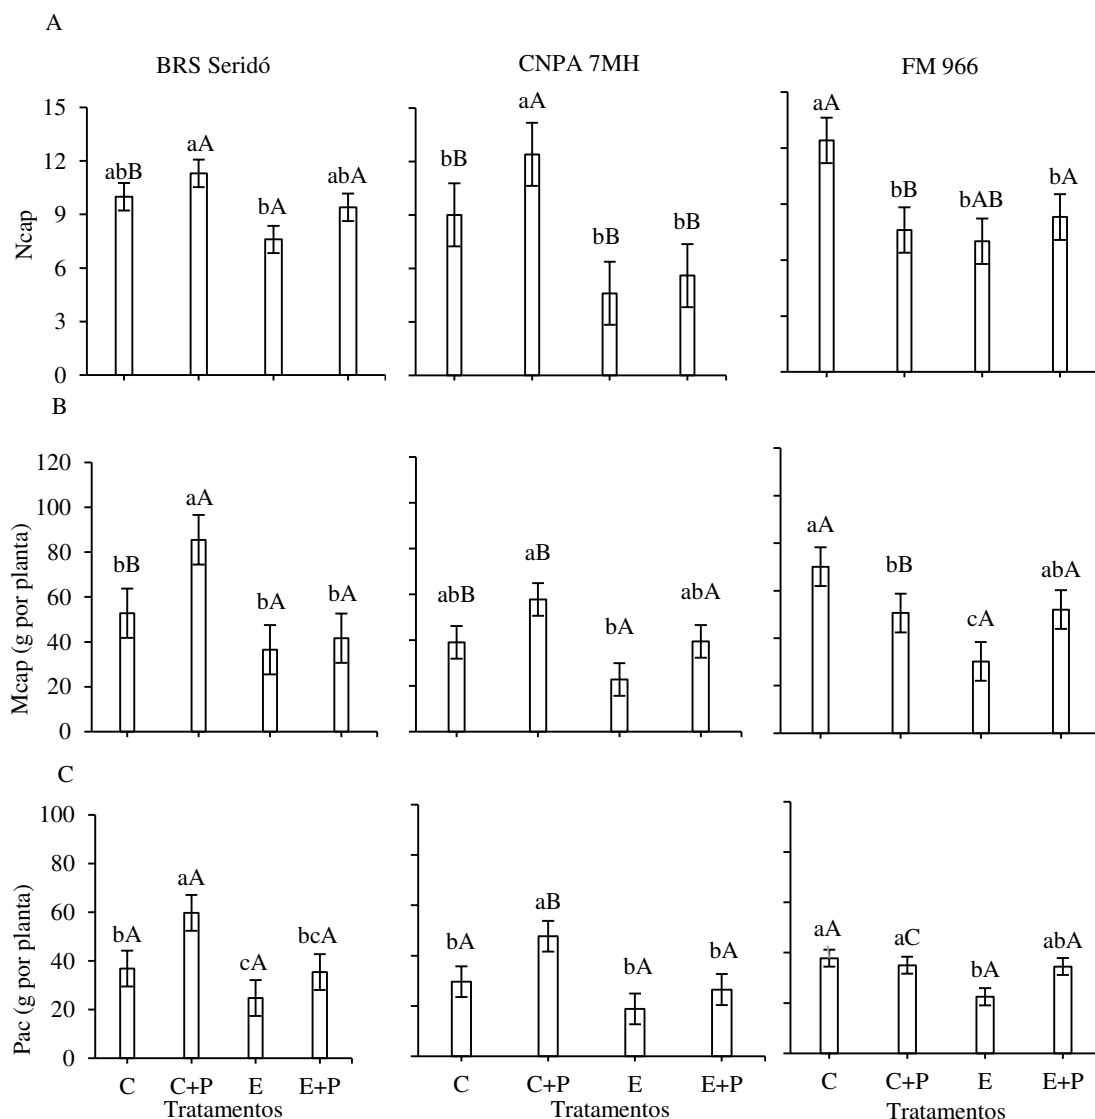 A
BRS Seridó
CNPA 7MH
FM 966
Ncap
15
12
9
6
3
0
abB
aA
bA
abA
bB
aA
bB
bB
aA
bB
bAB
bA
B
Mcap (g por planta)
120
100
80
60
40
20
0
bB
aA
bA
bA
abB
aB
bA
abA
aA
bB
cA
abA
C
Pac (g por planta)
100
80
60
40
20
0
bA
aA
cA
bcA
bA
aB
bA
bA
aA
aC
bA
abA
C C+P E E+P
C C+P E E+P
C C+P E E+P
Tratamentos
Tratamentos
Tratamentos